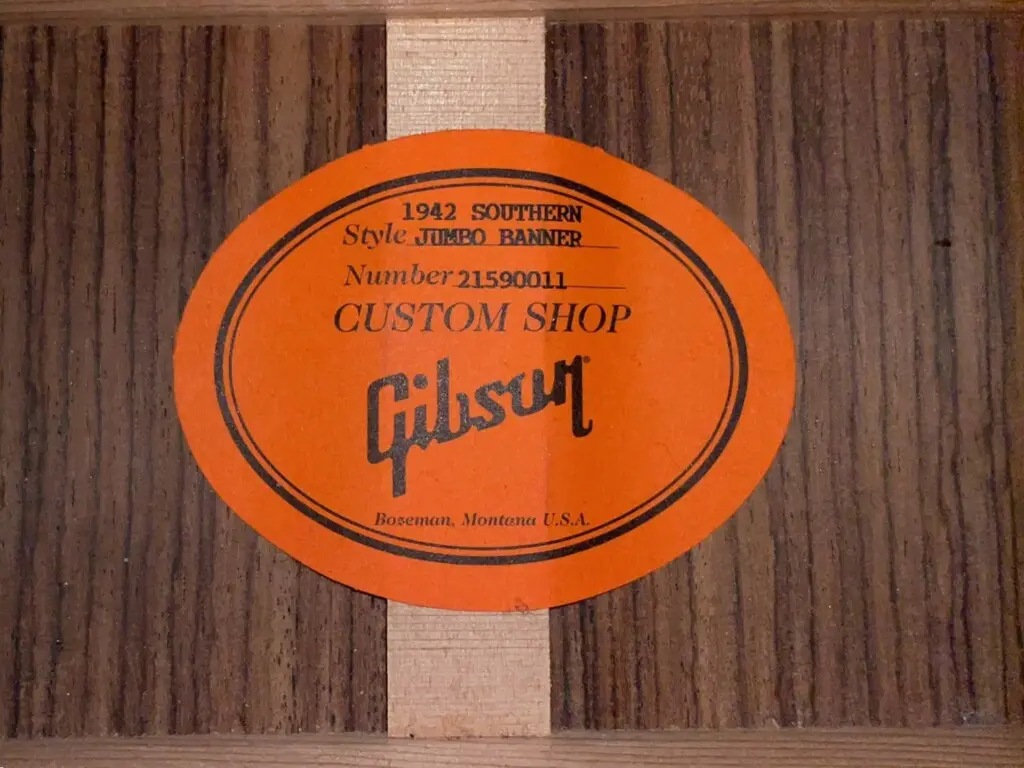 1942 SOUTHERN
Style JUMBO BANNER
Number 21590011
CUSTOM SHOP
Gibson
Bozeman, Montana U.S.A.